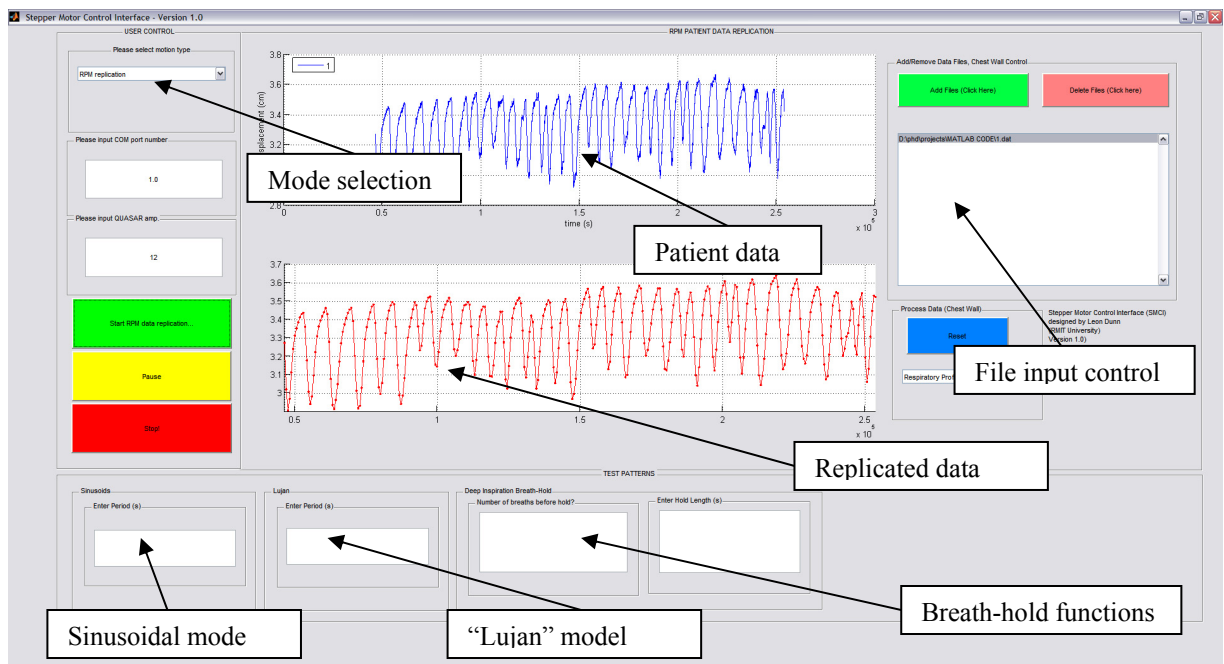 Stepper Motor Control Interface - Version 1.0
USER CONTROL
Please select motion type
RPM replication
Please input COM port number
1.0
Please input QUASAR amp.
12
Start RPM data replication...
Pause
Stop!
RPM PATIENT DATA REPLICATION
1
3.8
3.6
3.4
3.2
2.8
0
0.5
1
1.5
2
2.5
3
time (s)
x 10
5
3.7
3.6
3.5
3.4
3.3
3.2
3.1
3
0.5
1
1.5
2
2.5
x 10
5
Add/Remove Data Files, Chest Wall Control
Add Files (Click Here)
Delete Files (Click here)
D:\phd\projects\MATLAB CODE\1.dat
Process Data (Chest Wall)
Reset
Respiratory
Stepper Motor Control Interface (SMCI)
designed by Leon Dunn
(RMIT University)
Version 1.0)
Mode selection
Patient data
File input control
Replicated data
TEST PATTERNS
Sinusoids
Enter Period (s)
Lujan
Enter Period (s)
Deep Inspiration Breath-Hold
Number of breaths before hold?
Enter Hold Length (s)
Sinusoidal mode
“Lujan” model
Breath-hold functions